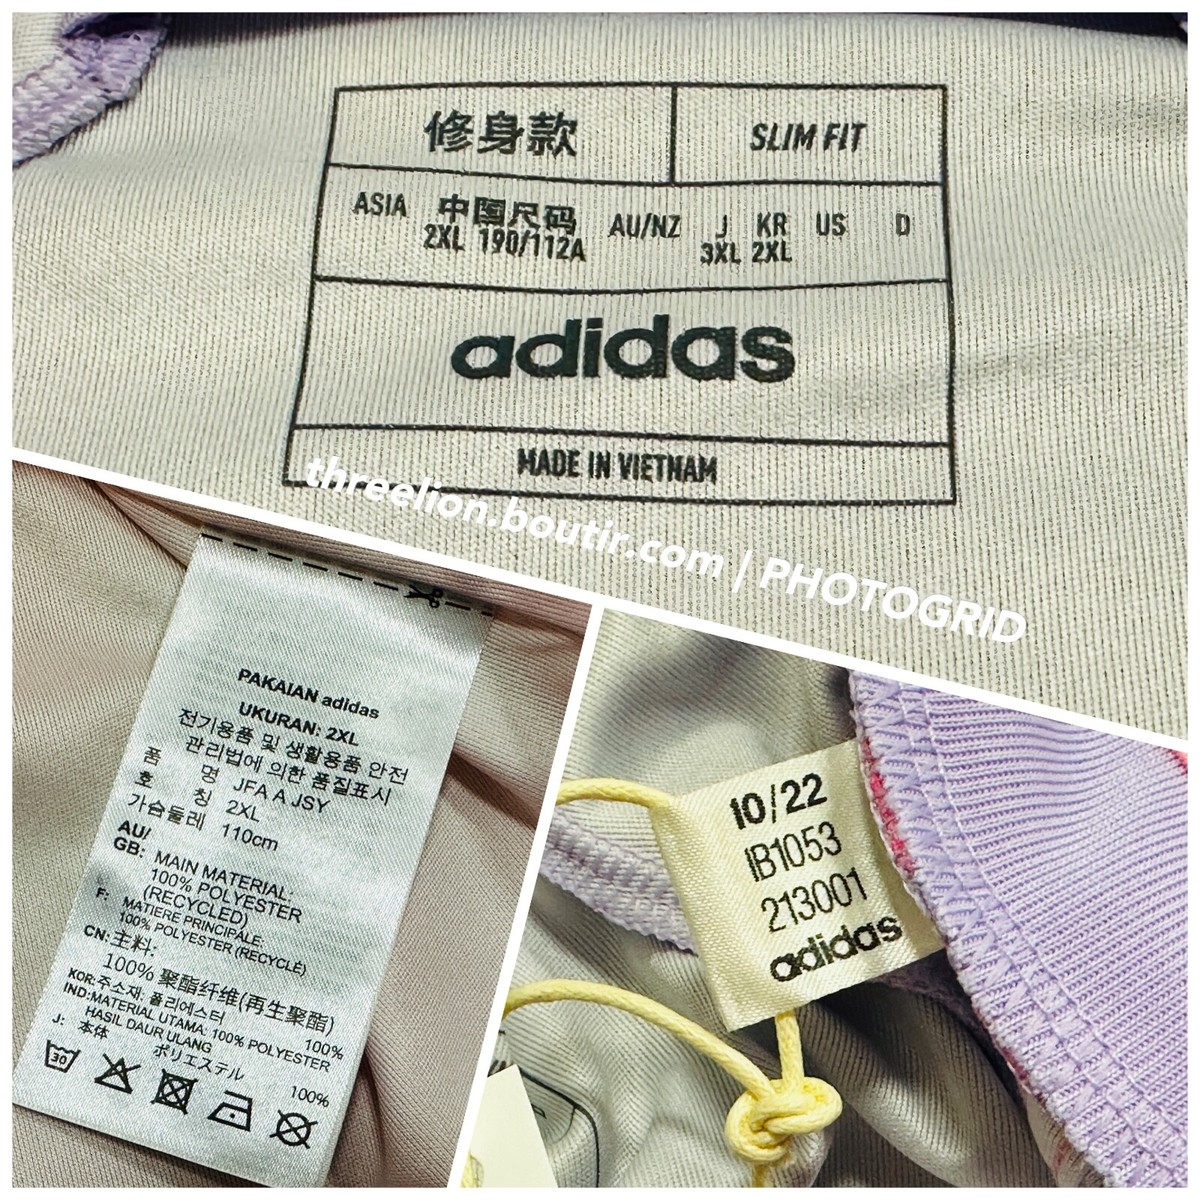 修身款 SLIM FIT
ASIA 中国尺码 AU/NZ J KR US D
2XL 190/112A 3XL 2XL
adidas
MADE IN VIETNAM
threelion.boutir.com | PHOTOGRID
PAKAIAN adidas
UKURAN: 2XL
전기용품 및 생활용품 안전
관리법에 의한 품질표시
품 명 JFA A JSY
호 칭 2XL
가슴둘레 110cm
AU/
GB: MAIN MATERIAL:
100% POLYESTER
(RECYCLED)
F: MATIERE PRINCIPALE:
100% POLYESTER (RECYCLÉ)
CN: 主料:
100% 聚酯纤维(再生聚酯)
KOR: 주소재, 폴리에스터 100%
IND: MATERIAL UTAMA: 100% POLYESTER
HASIL DAUR ULANG
J: 本体
ポリエステル 100%
30
10/22
IB1053
213001
adidas